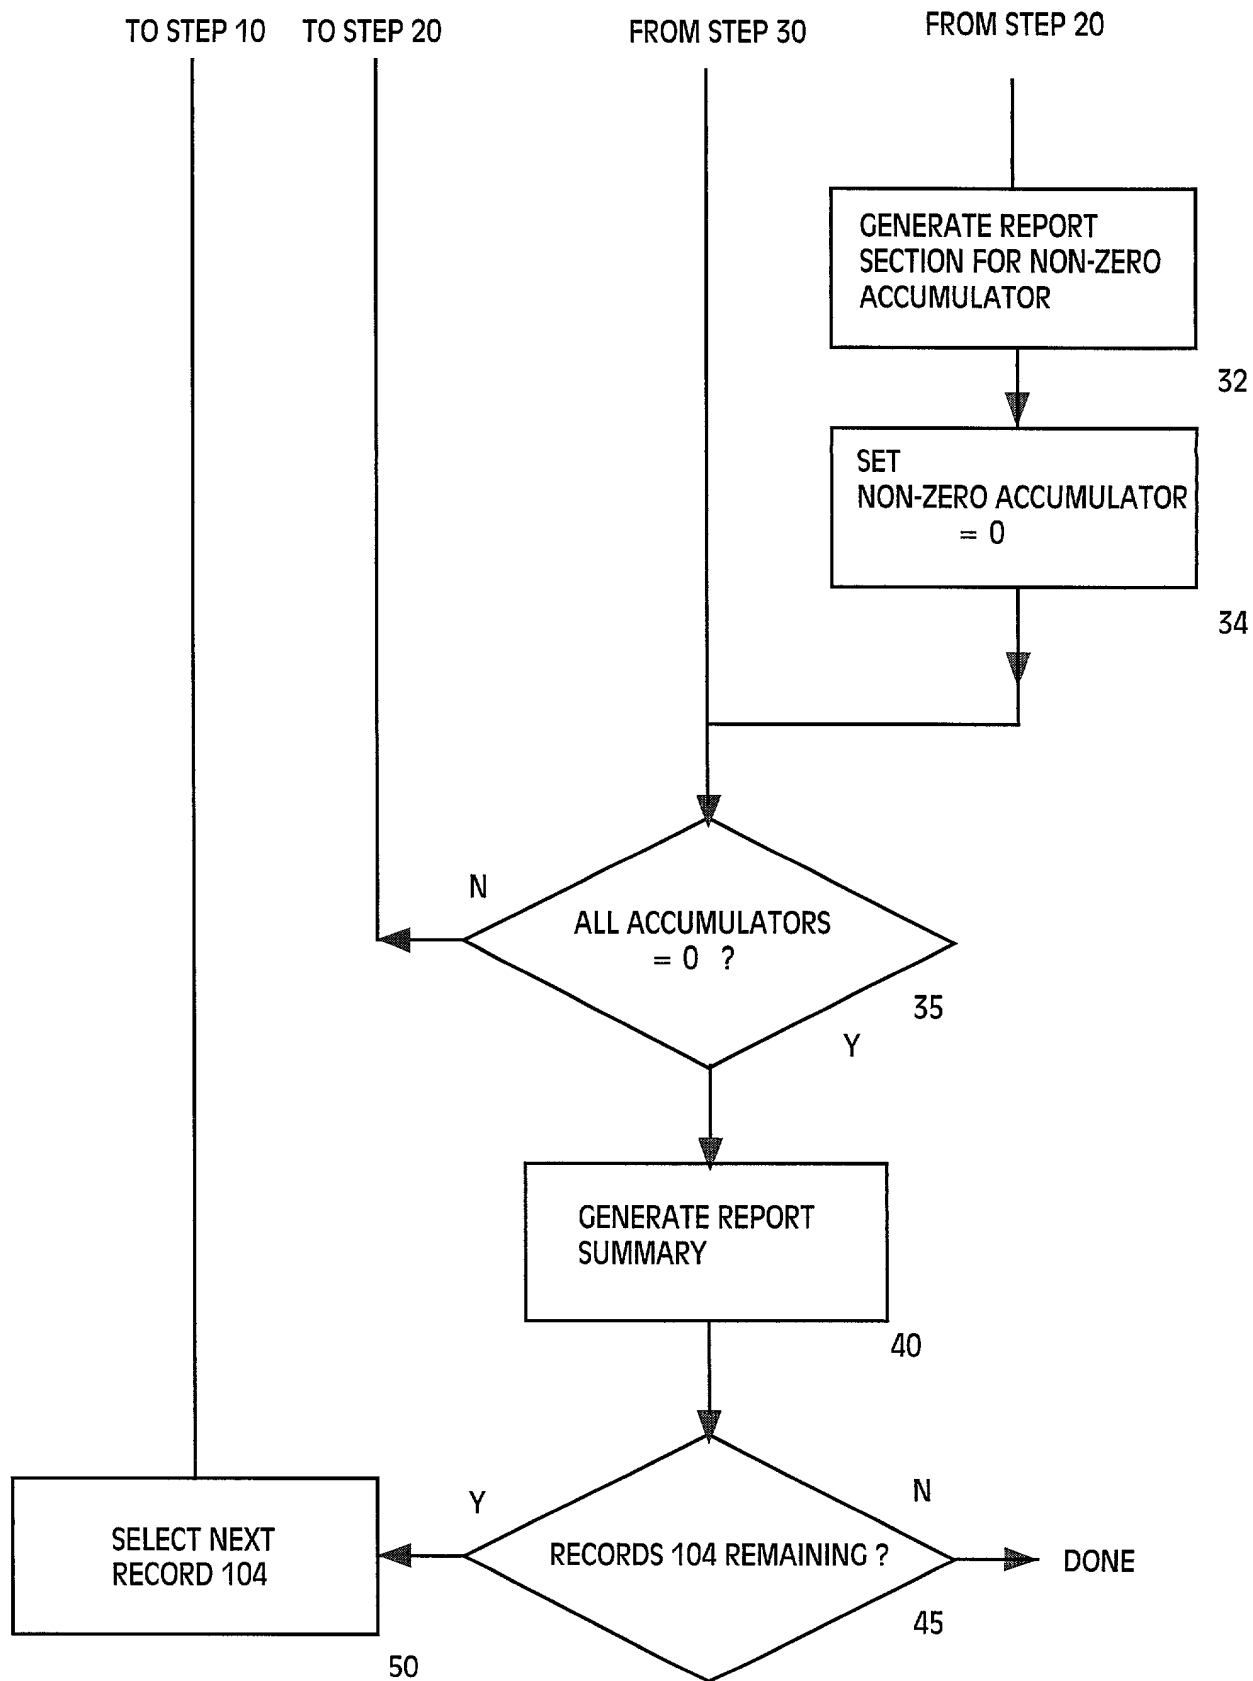 TO STEP 10
TO STEP 20
FROM STEP 30
FROM STEP 20
GENERATE REPORT
SECTION FOR NON-ZERO
ACCUMULATOR
32
SET
NON-ZERO ACCUMULATOR
= 0
34
N
ALL ACCUMULATORS
= 0 ?
35
Y
GENERATE REPORT
SUMMARY
40
Y
N
SELECT NEXT
RECORD 104
RECORDS 104 REMAINING ?
DONE
45
50